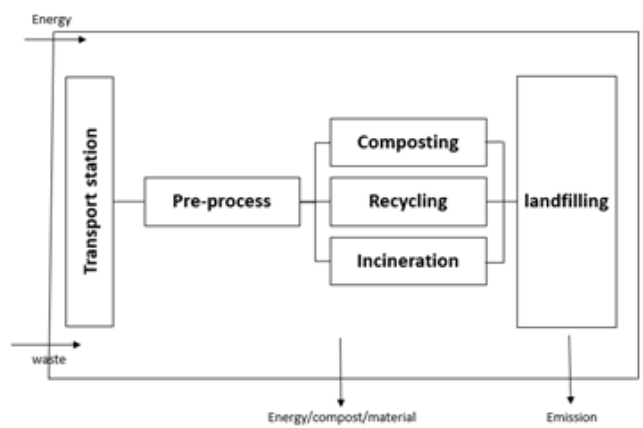 Energy
Transport station
Pre-process
Composting
Recycling
Incineration
landfilling
waste
Energy/compost/material
Emission